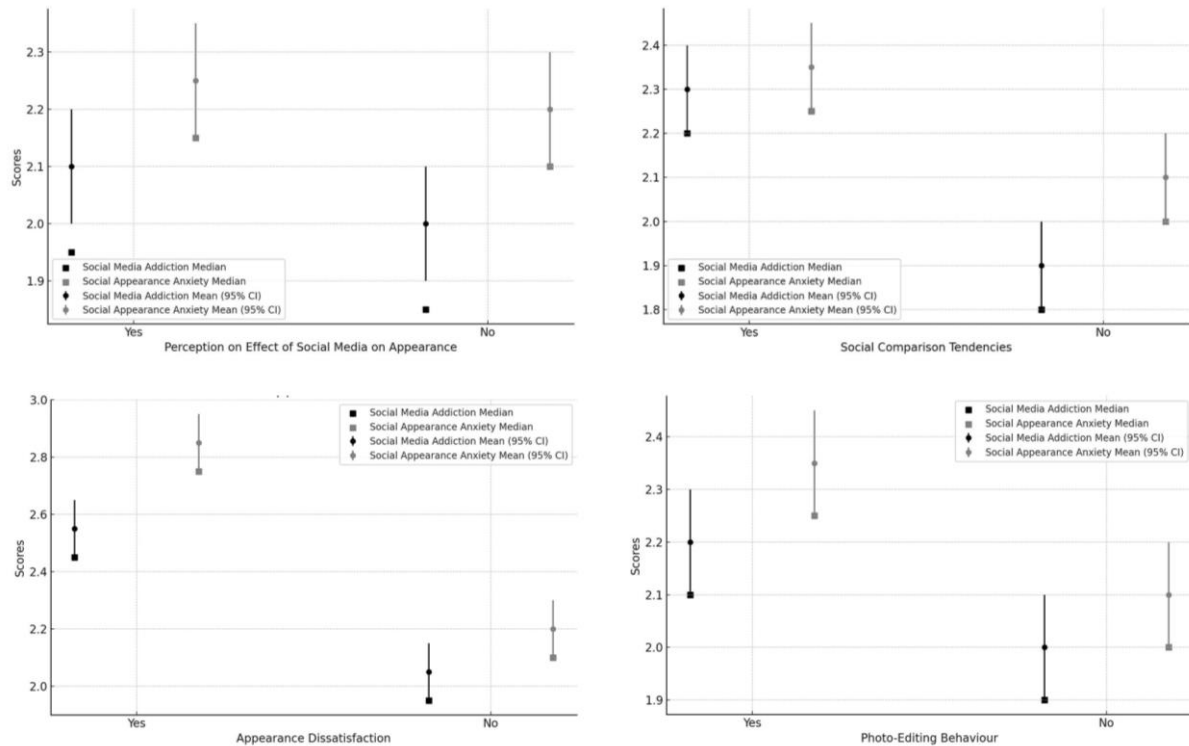 2.3
2.2
2.1
2.0
1.9
Scores
Social Media Addiction Median
Social Appearance Anxiety Median
Social Media Addiction Mean (95% CI)
Social Appearance Anxiety Mean (95% CI)
Yes
No
Perception on Effect of Social Media on Appearance
2.4
2.3
2.2
2.1
2.0
1.9
1.8
Social Media Addiction Median
Social Appearance Anxiety Median
Social Media Addiction Mean (95% CI)
Social Appearance Anxiety Mean (95% CI)
Yes
No
Social Comparison Tendencies
3.0
2.8
2.6
2.4
2.2
2.0
Scores
Social Media Addiction Median
Social Appearance Anxiety Median
Social Media Addiction Mean (95% CI)
Social Appearance Anxiety Mean (95% CI)
Yes
No
Appearance Dissatisfaction
2.4
2.3
2.2
2.1
2.0
1.9
Scores
Social Media Addiction Median
Social Appearance Anxiety Median
Social Media Addiction Mean (95% CI)
Social Appearance Anxiety Mean (95% CI)
Yes
No
Photo-Editing Behaviour